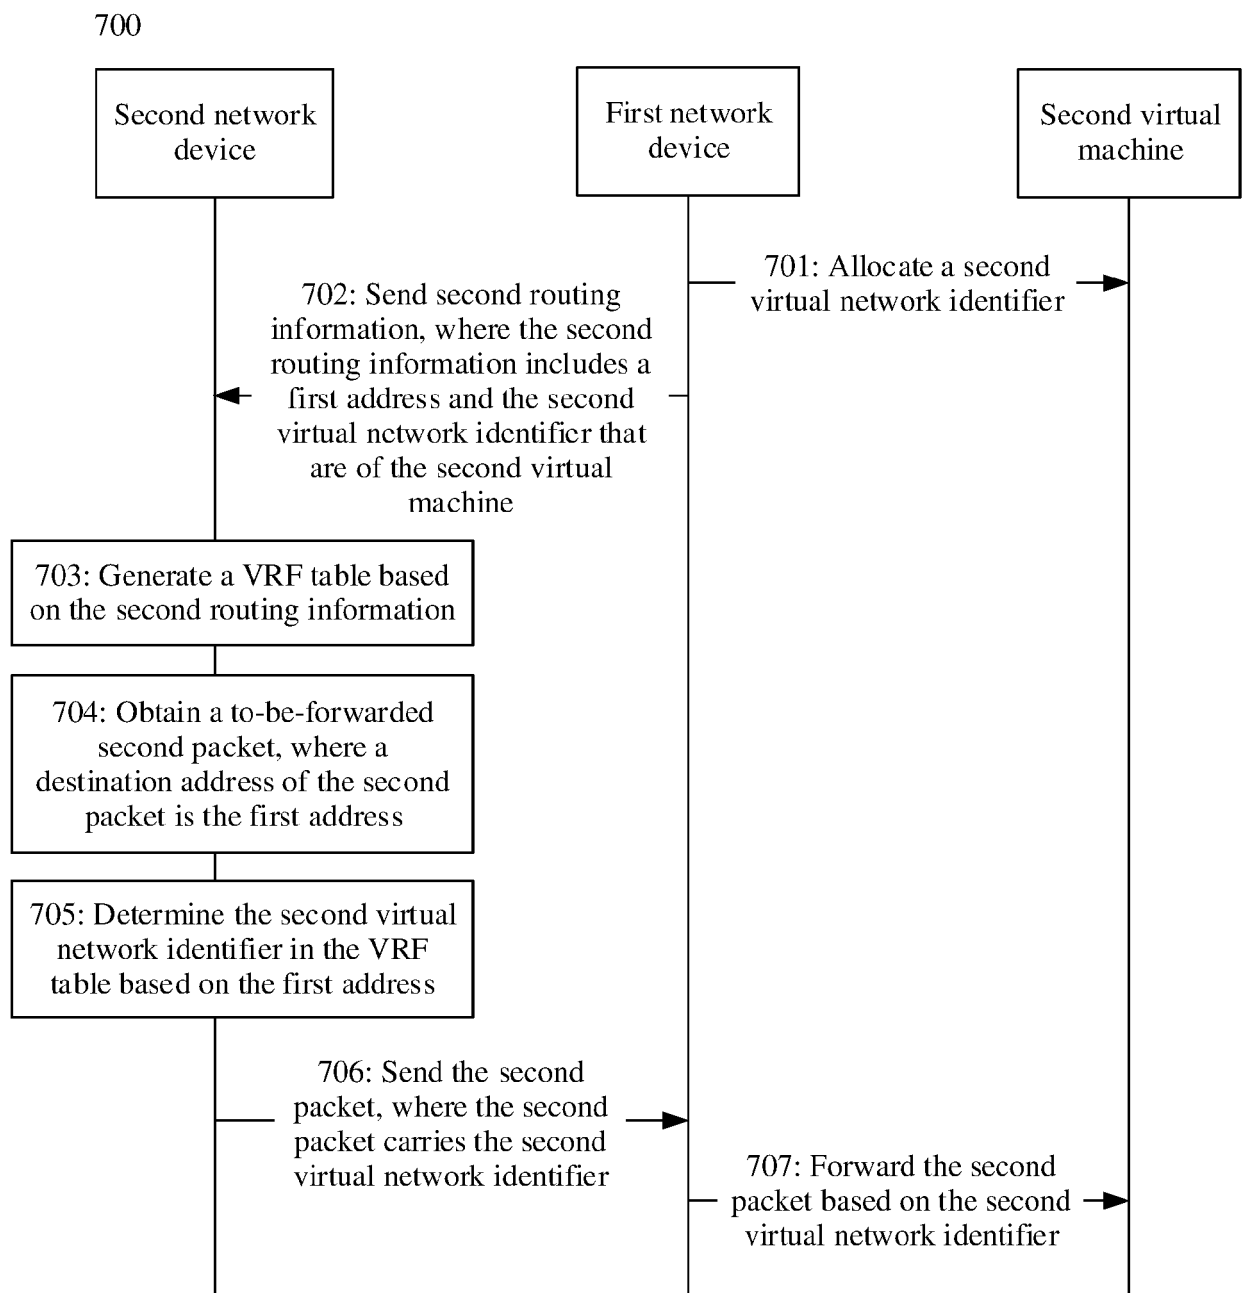 700
Second network
device
First network
device
Second virtual
machine
701: Allocate a second
virtual network identifier
702: Send second routing
information, where the second
routing information includes a
first address and the second
virtual network identifier that
are of the second virtual
machine
703: Generate a VRF table based
on the second routing information
704: Obtain a to-be-forwarded
second packet, where a
destination address of the second
packet is the first address
705: Determine the second virtual
network identifier in the VRF
table based on the first address
706: Send the second
packet, where the second
packet carries the second
virtual network identifier
707: Forward the second
packet based on the second
virtual network identifier